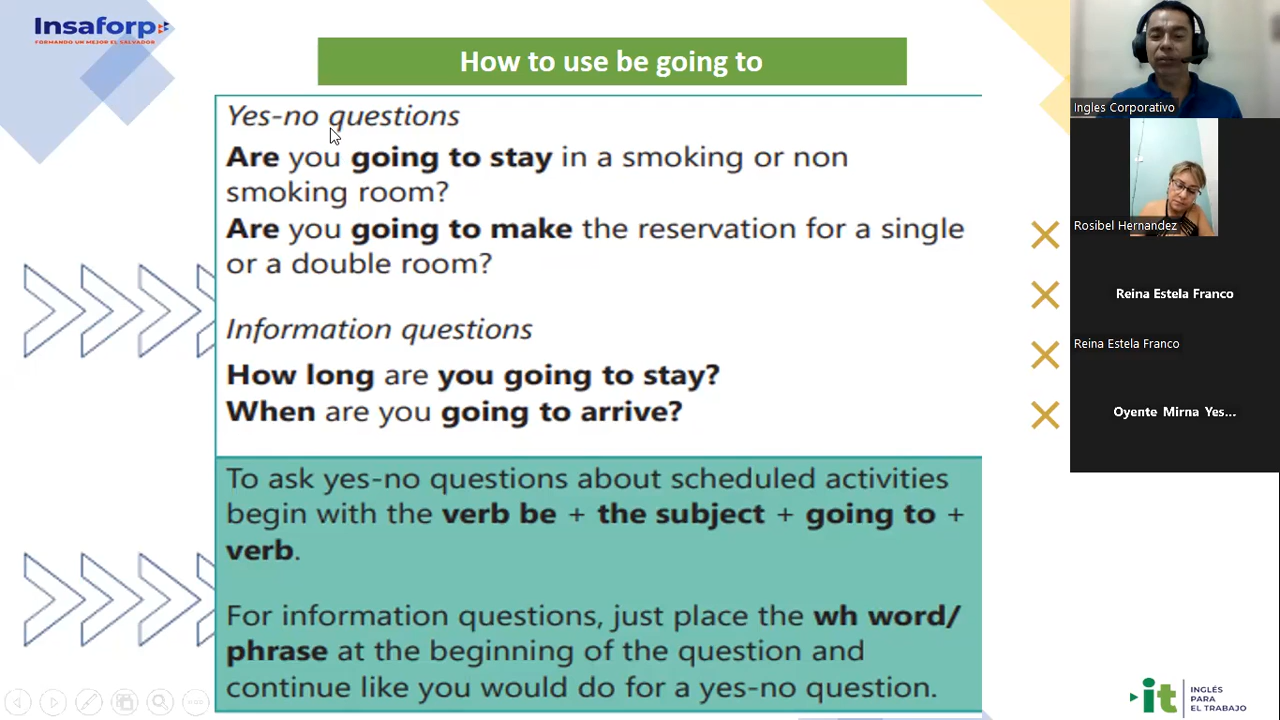 Insaforp
FORMANDO UN MEJOR EL SALVADOR
How to use be going to
Yes-no questions
Are you going to stay in a smoking or non
smoking room?
Are you going to make the reservation for a single
or a double room?
Information questions
How long are you going to stay?
When are you going to arrive?
To ask yes-no questions about scheduled activities
begin with the verb be + the subject + going to +
verb.
For information questions, just place the wh word/
phrase at the beginning of the question and
continue like you would do for a yes-no question.
Ingles Corporativo
Rosibel Hernandez
Reina Estela Franco
Reina Estela Franco
Oyente Mirna Yes...
it
INGLÉS
PARA
EL TRABAJO